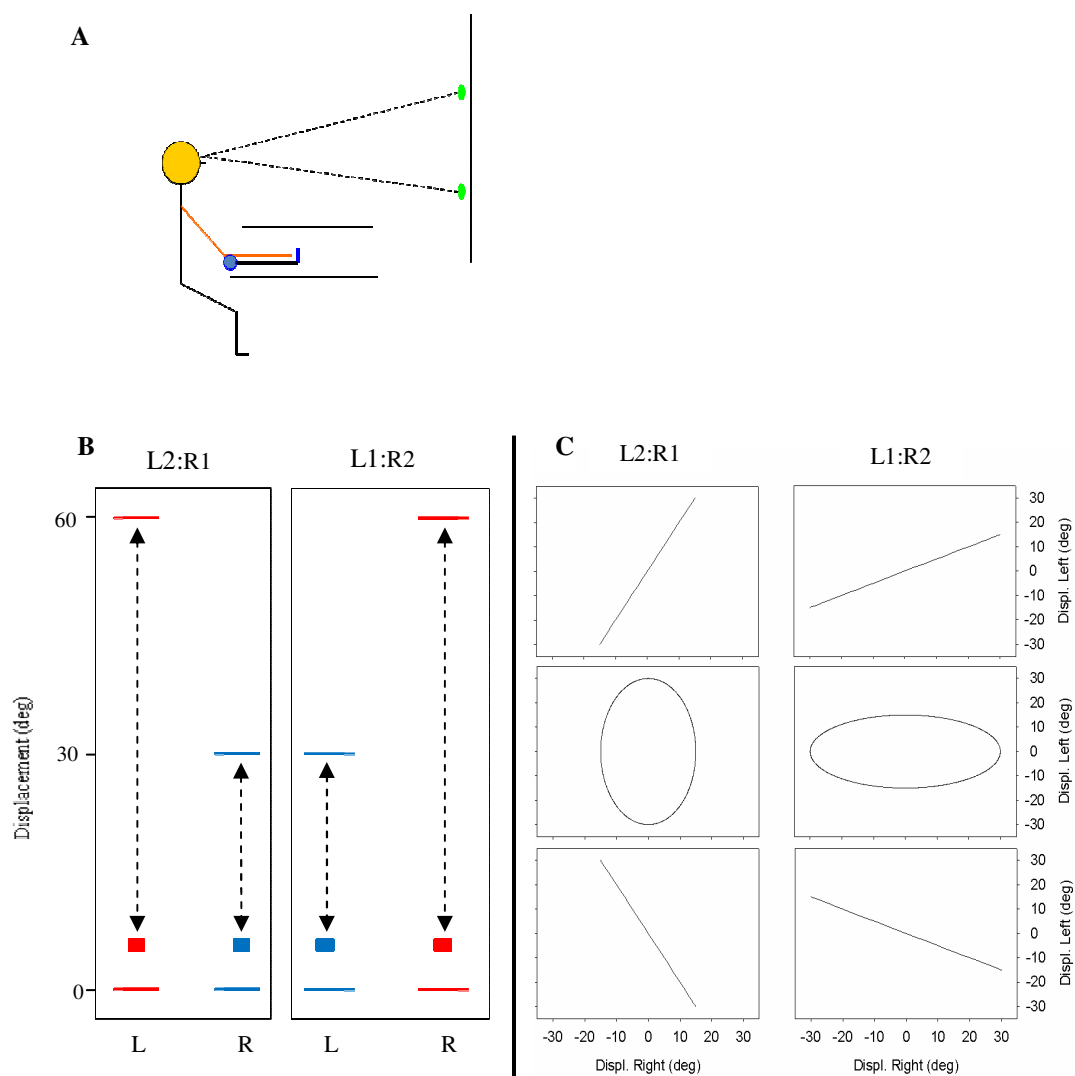 A
B
L2:R1
L1:R2
60
30
0
Displacement (deg)
L
R
L
R
C
L2:R1
L1:R2
30
20
10
0
-10
-20
-30
Displ. Left (deg)
30
20
10
0
-10
-20
-30
Displ. Left (deg)
30
20
10
0
-10
-20
-30
Displ. Left (deg)
-30 -20 -10 0 10 20 30
-30 -20 -10 0 10 20 30
Displ. Right (deg)
Displ. Right (deg)